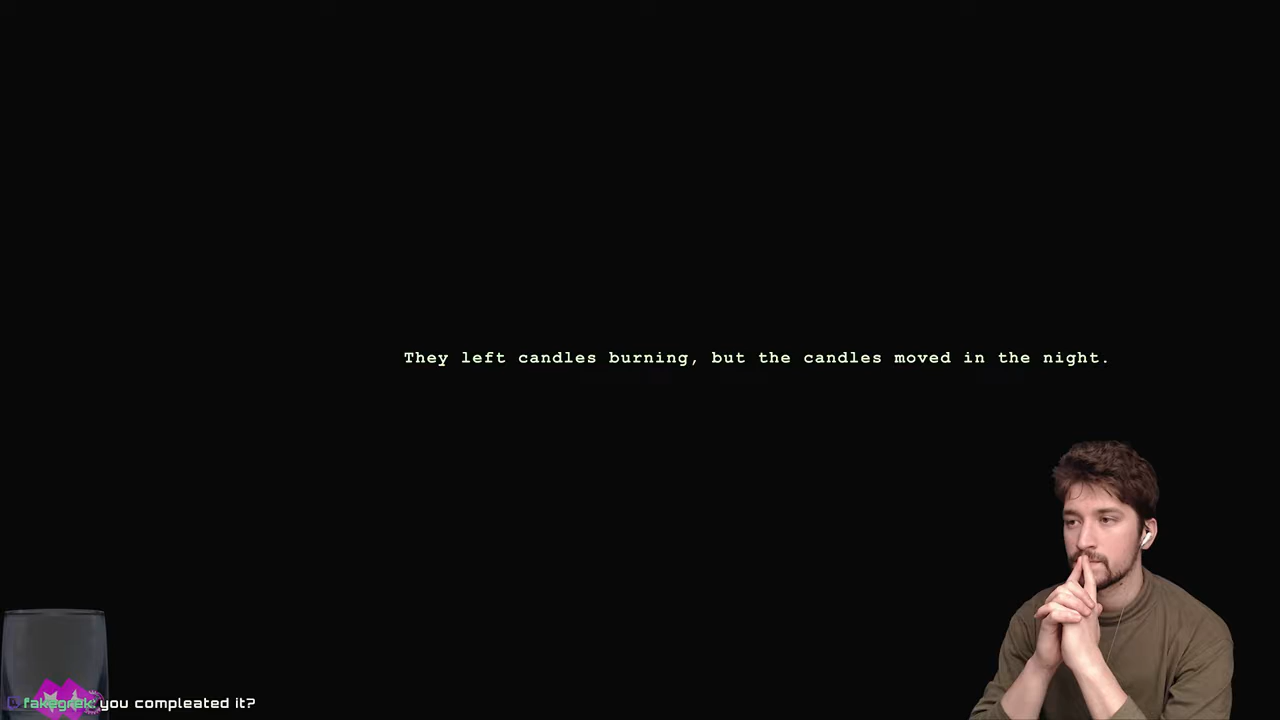 They left candles burning, but the candles moved in the night.
fakegrek: you compleated it?